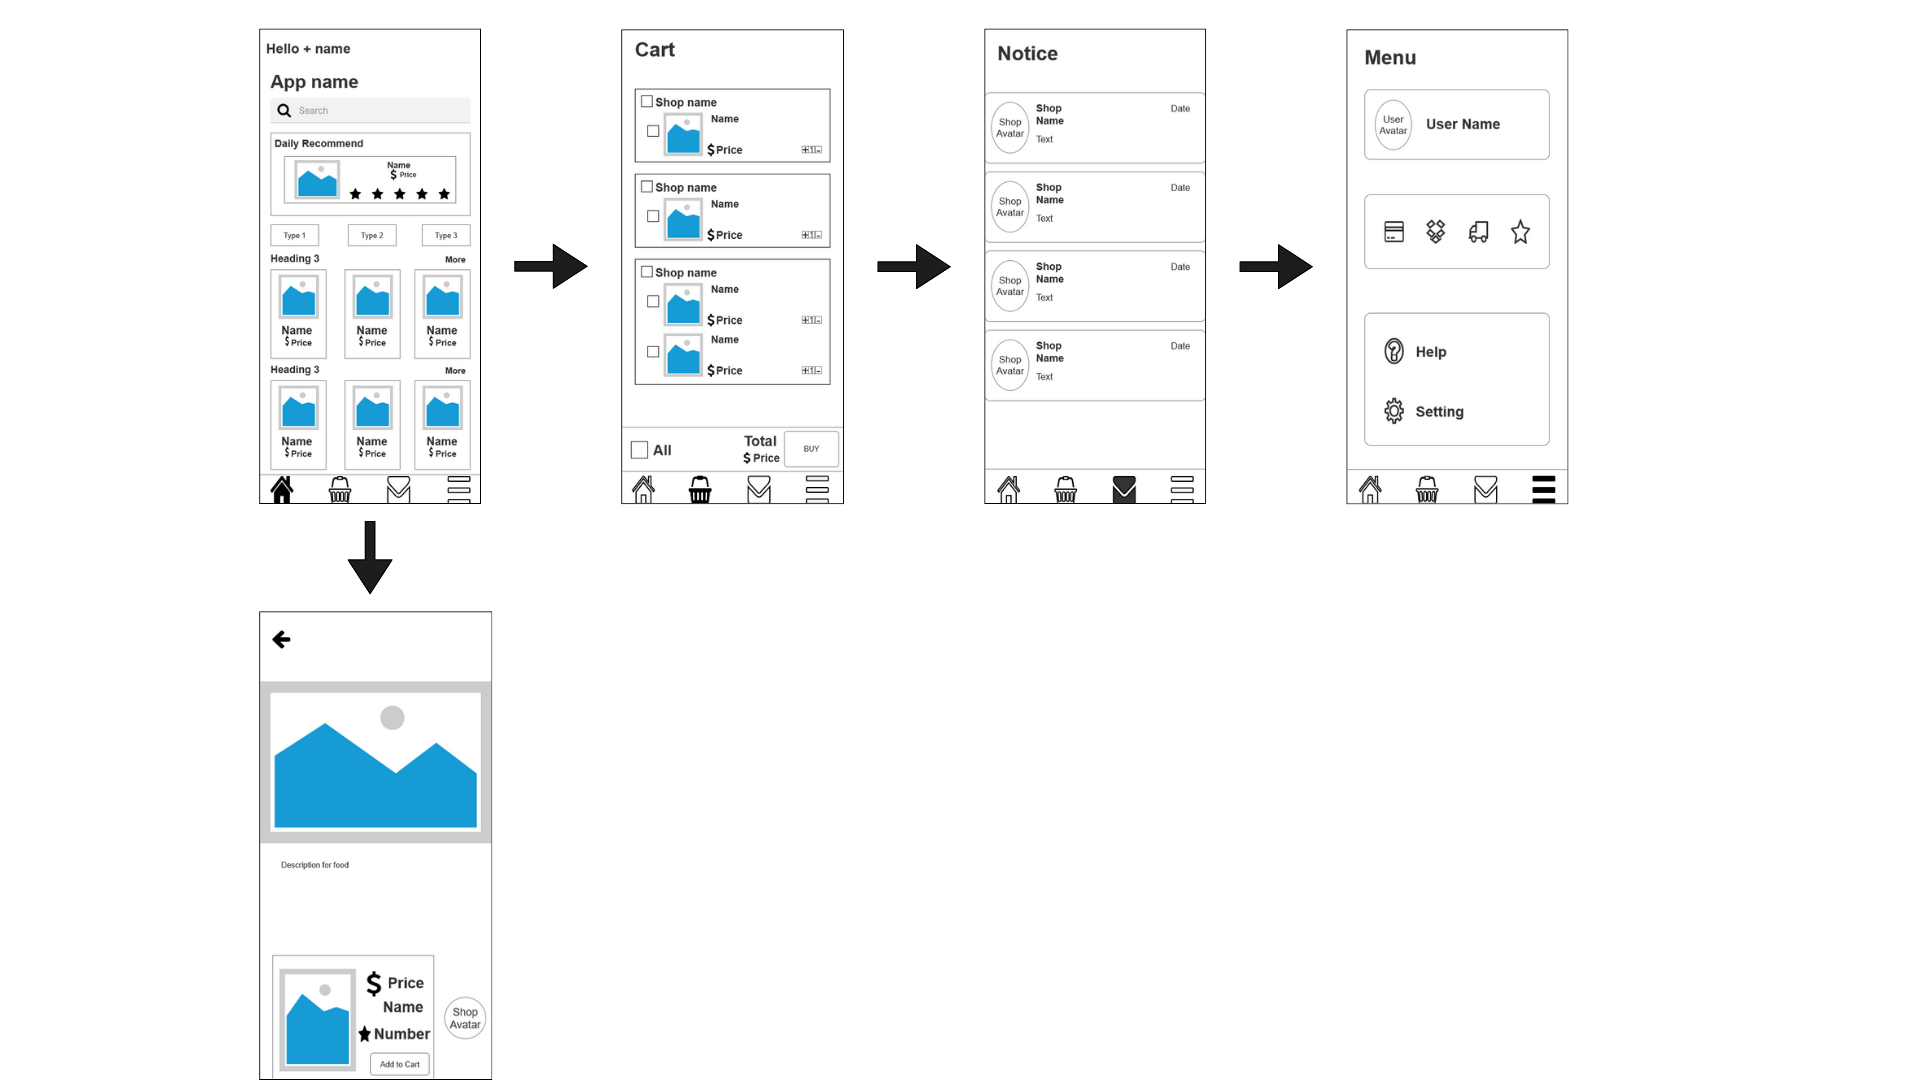 Hello + name
App name
Search
Daily Recommend
Name
$ Price
Type 1 Type 2 Type 3
Heading 3 More
Name Name Name
$ Price $ Price $ Price
Heading 3 More
Name Name Name
$ Price $ Price $ Price
Cart
Shop name
Name
$ Price +1-
Shop name
Name
$ Price +1-
Shop name
Name
$ Price +1-
Name
$ Price +1-
All
Total
$ Price
BUY
Notice
Shop
Avatar
Shop
Name
Text
Date
Shop
Avatar
Shop
Name
Text
Date
Shop
Avatar
Shop
Name
Text
Date
Shop
Avatar
Shop
Name
Text
Date
Menu
User
Avatar
User Name
Help
Setting
Description for food
$ Price
Name
Number
Add to Cart
Shop
Avatar